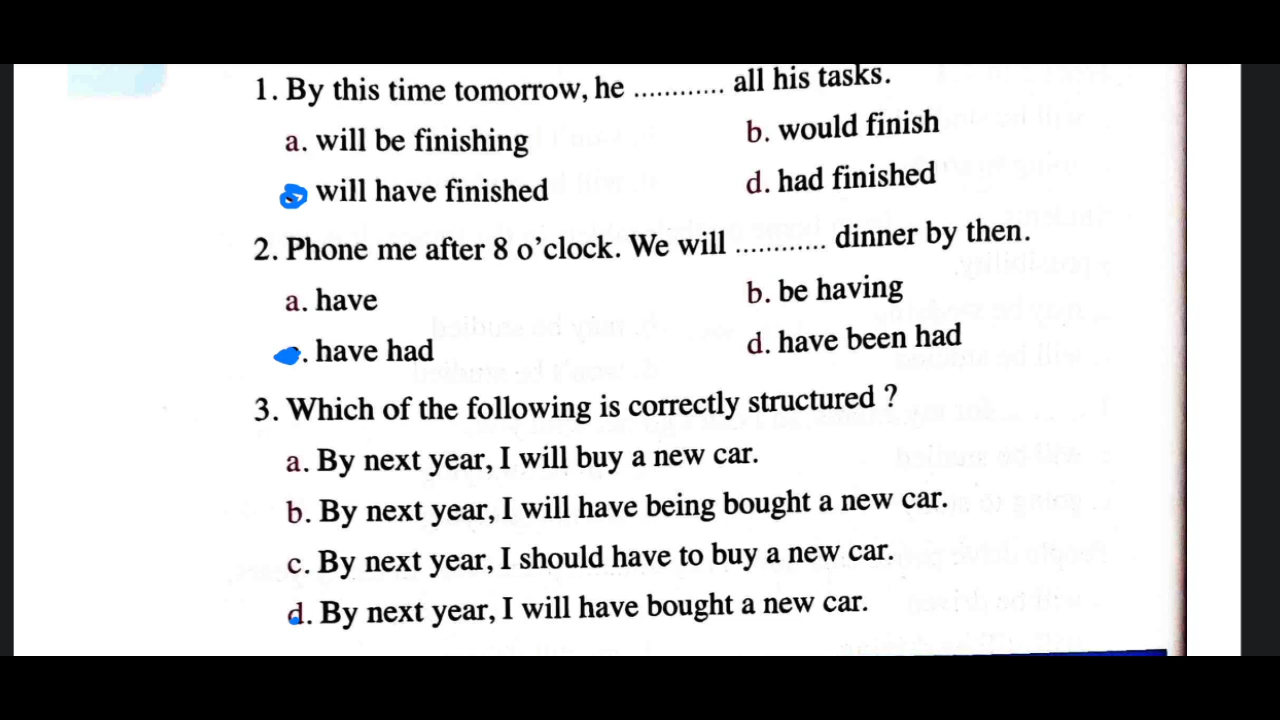 1. By this time tomorrow, he ............ all his tasks.
a. will be finishing
b. would finish
will have finished
d. had finished
2. Phone me after 8 o’clock. We will ............ dinner by then.
a. have
b. be having
. have had
d. have been had
3. Which of the following is correctly structured ?
a. By next year, I will buy a new car.
b. By next year, I will have being bought a new car.
c. By next year, I should have to buy a new car.
d. By next year, I will have bought a new car.